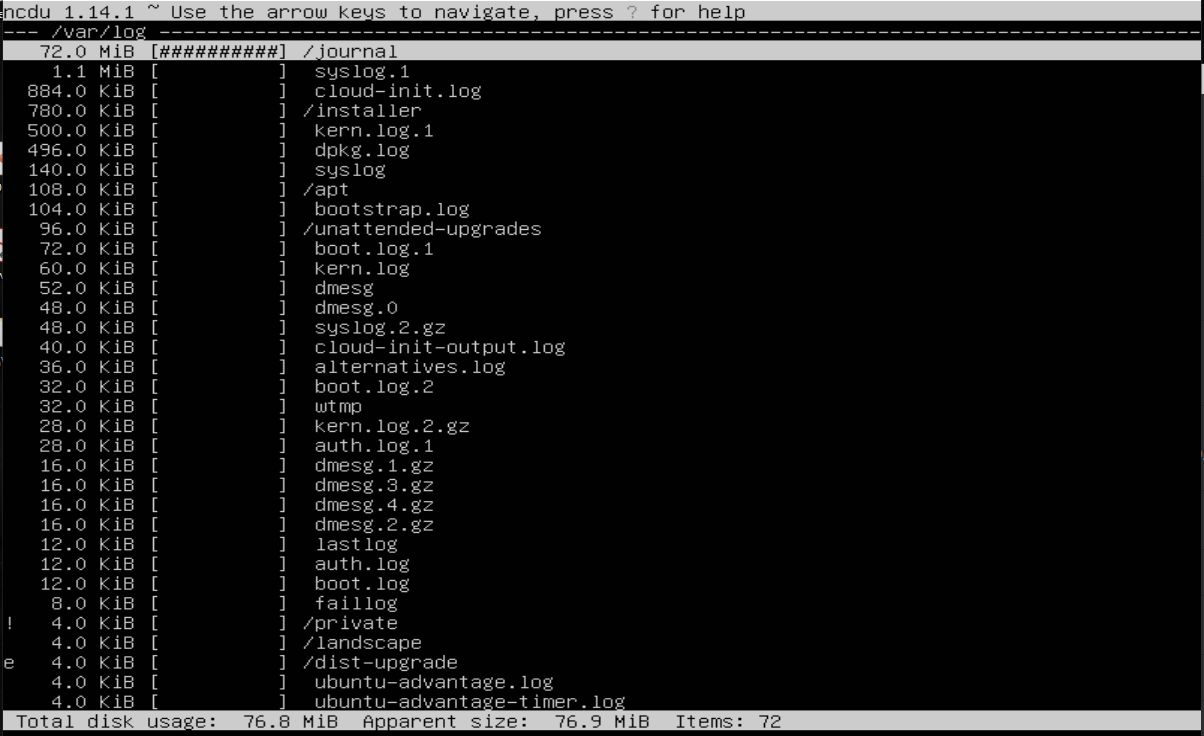 ncdu 1.14.1 ~ Use the arrow keys to navigate, press ? for help
--- /var/log ----------------------------------------------------------------------------------------
   72.0 MiB [##########] /journal
    1.1 MiB [          ]  syslog.1
  884.0 KiB [          ]  cloud-init.log
  780.0 KiB [          ] /installer
  500.0 KiB [          ]  kern.log.1
  496.0 KiB [          ]  dpkg.log
  140.0 KiB [          ]  syslog
  108.0 KiB [          ] /apt
  104.0 KiB [          ]  bootstrap.log
   96.0 KiB [          ] /unattended-upgrades
   72.0 KiB [          ]  boot.log.1
   60.0 KiB [          ]  kern.log
   52.0 KiB [          ]  dmesg
   48.0 KiB [          ]  dmesg.0
   48.0 KiB [          ]  syslog.2.gz
   40.0 KiB [          ]  cloud-init-output.log
   36.0 KiB [          ]  alternatives.log
   32.0 KiB [          ]  boot.log.2
   32.0 KiB [          ]  wtmp
   28.0 KiB [          ]  kern.log.2.gz
   28.0 KiB [          ]  auth.log.1
   16.0 KiB [          ]  dmesg.1.gz
   16.0 KiB [          ]  dmesg.3.gz
   16.0 KiB [          ]  dmesg.4.gz
   16.0 KiB [          ]  dmesg.2.gz
   12.0 KiB [          ]  lastlog
   12.0 KiB [          ]  auth.log
   12.0 KiB [          ]  boot.log
    8.0 KiB [          ]  faillog
!   4.0 KiB [          ] /private
    4.0 KiB [          ] /landscape
e   4.0 KiB [          ] /dist-upgrade
    4.0 KiB [          ]  ubuntu-advantage.log
    4.0 KiB [          ]  ubuntu-advantage-timer.log
 Total disk usage:  76.8 MiB  Apparent size:  76.9 MiB  Items: 72